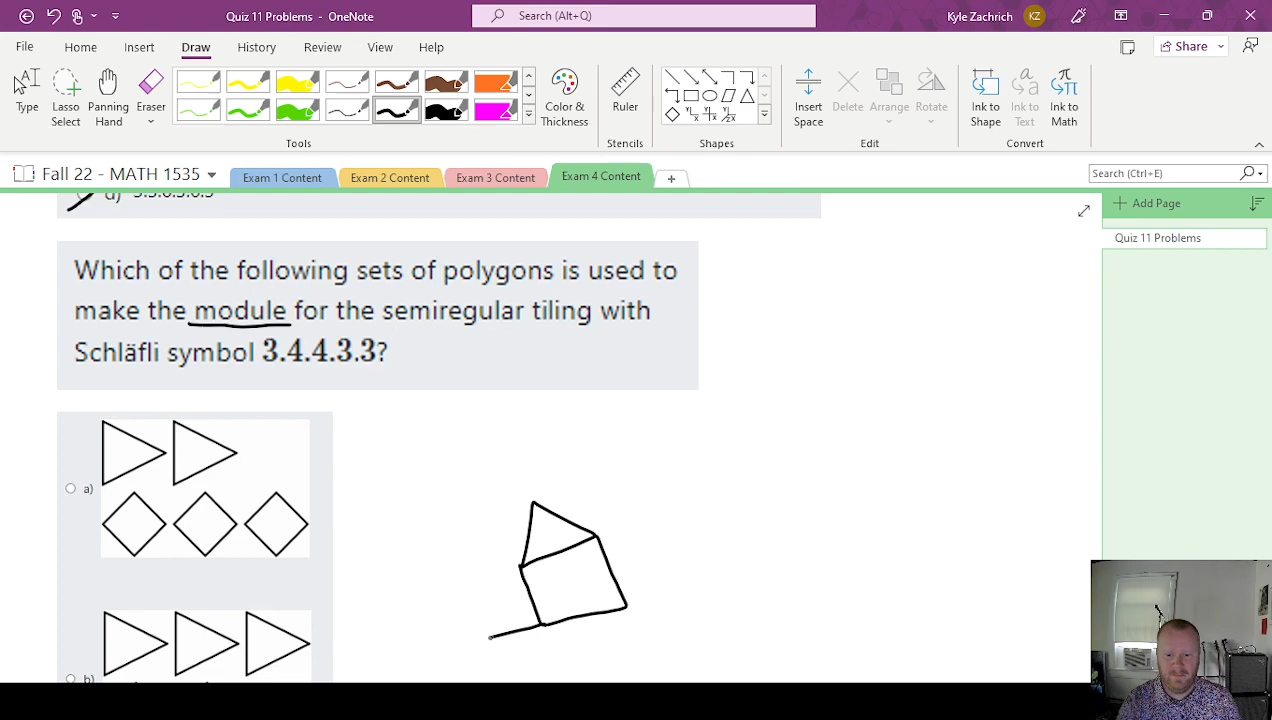 Quiz 11 Problems - OneNote
Search (Alt+Q)
Kyle Zachrich
KZ
File
Home
Insert
Draw
History
Review
View
Help
Share
Type
Lasso
Select
Panning
Hand
Eraser
Color &
Thickness
Ruler
Insert
Space
Delete
Arrange
Rotate
Ink to
Shape
Ink to
Text
Ink to
Math
Tools
Stencils
Shapes
Edit
Convert
Fall 22 - MATH 1535
Exam 1 Content
Exam 2 Content
Exam 3 Content
Exam 4 Content
Search (Ctrl+E)
Add Page
Quiz 11 Problems
Which of the following sets of polygons is used to
make the module for the semiregular tiling with
Schläfli symbol 3.4.4.3.3?
a)
b)